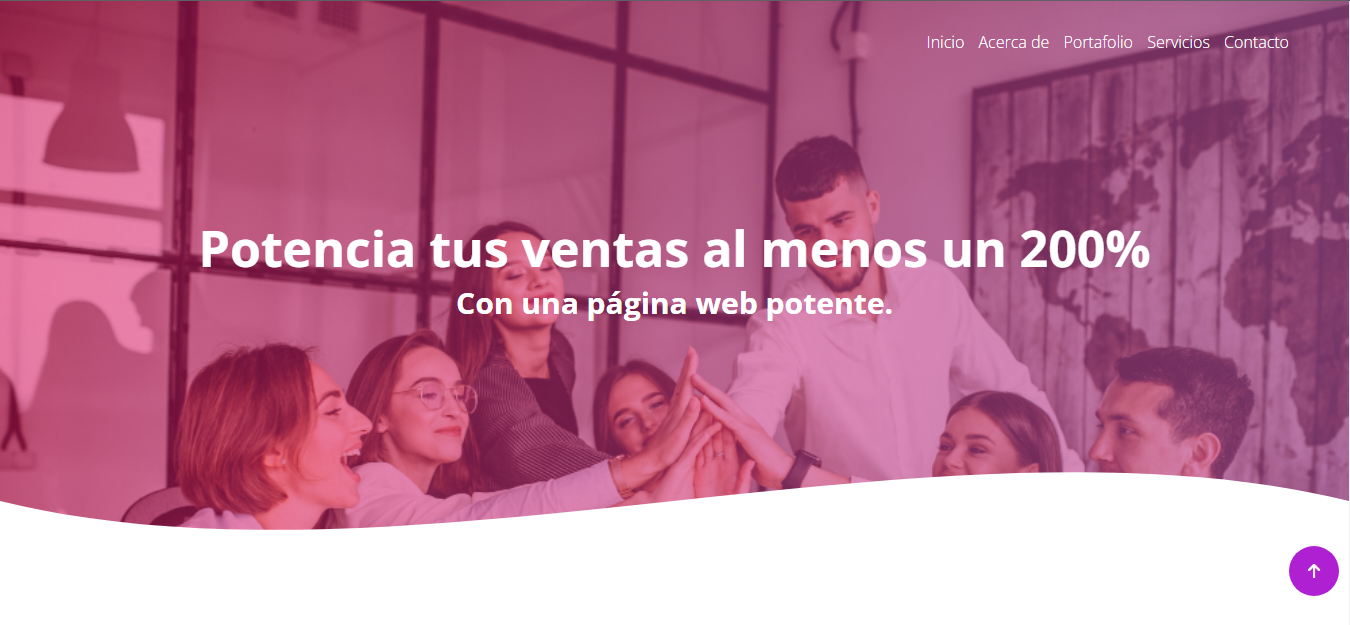 Inicio Acerca de Portafolio Servicios Contacto
Potencia tus ventas al menos un 200%
Con una página web potente.